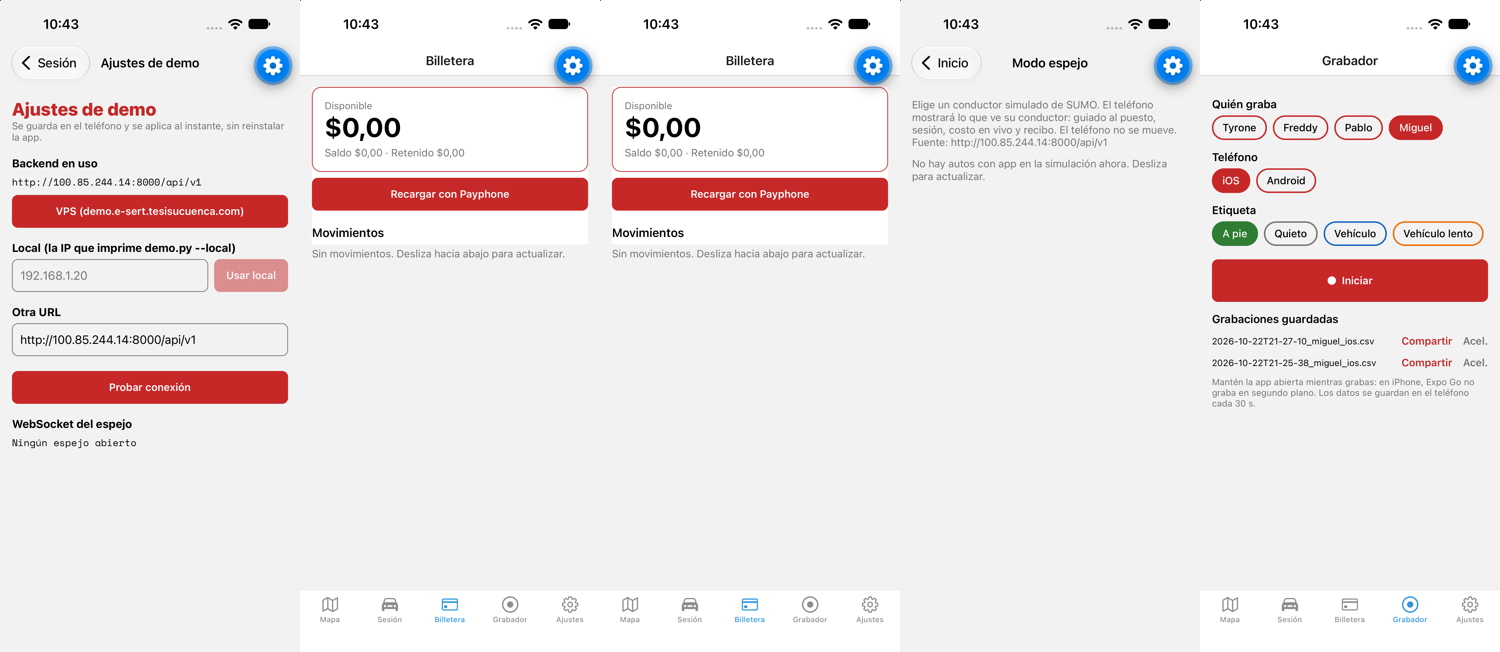 10:43
Sesión
Ajustes de demo
Ajustes de demo
Se guarda en el teléfono y se aplica al instante, sin reinstalar
la app.
Backend en uso
http://100.85.244.14:8000/api/v1
VPS (demo.e-sert.tesisucuenca.com)
Local (la IP que imprime demo.py --local)
192.168.1.20
Usar local
Otra URL
http://100.85.244.14:8000/api/v1
Probar conexión
WebSocket del espejo
Ningún espejo abierto
10:43
Billetera
Disponible
$0,00
Saldo $0,00 · Retenido $0,00
Recargar con Payphone
Movimientos
Sin movimientos. Desliza hacia abajo para actualizar.
Mapa
Sesión
Billetera
Grabador
Ajustes
10:43
Billetera
Disponible
$0,00
Saldo $0,00 · Retenido $0,00
Recargar con Payphone
Movimientos
Sin movimientos. Desliza hacia abajo para actualizar.
Mapa
Sesión
Billetera
Grabador
Ajustes
10:43
Inicio
Modo espejo
Elige un conductor simulado de SUMO. El teléfono
mostrará lo que ve su conductor: guiado al puesto,
sesión, costo en vivo y recibo. El teléfono no se mueve.
Fuente: http://100.85.244.14:8000/api/v1
No hay autos con app en la simulación ahora. Desliza
para actualizar.
10:43
Grabador
Quién graba
Tyrone
Freddy
Pablo
Miguel
Teléfono
iOS
Android
Etiqueta
A pie
Quieto
Vehículo
Vehículo lento
Iniciar
Grabaciones guardadas
2026-10-22T21-27-10_miguel_ios.csv
Compartir
Acel.
2026-10-22T21-25-38_miguel_ios.csv
Compartir
Acel.
Mantén la app abierta mientras grabas: en iPhone, Expo Go no
graba en segundo plano. Los datos se guardan en el teléfono
cada 30 s.
Mapa
Sesión
Billetera
Grabador
Ajustes